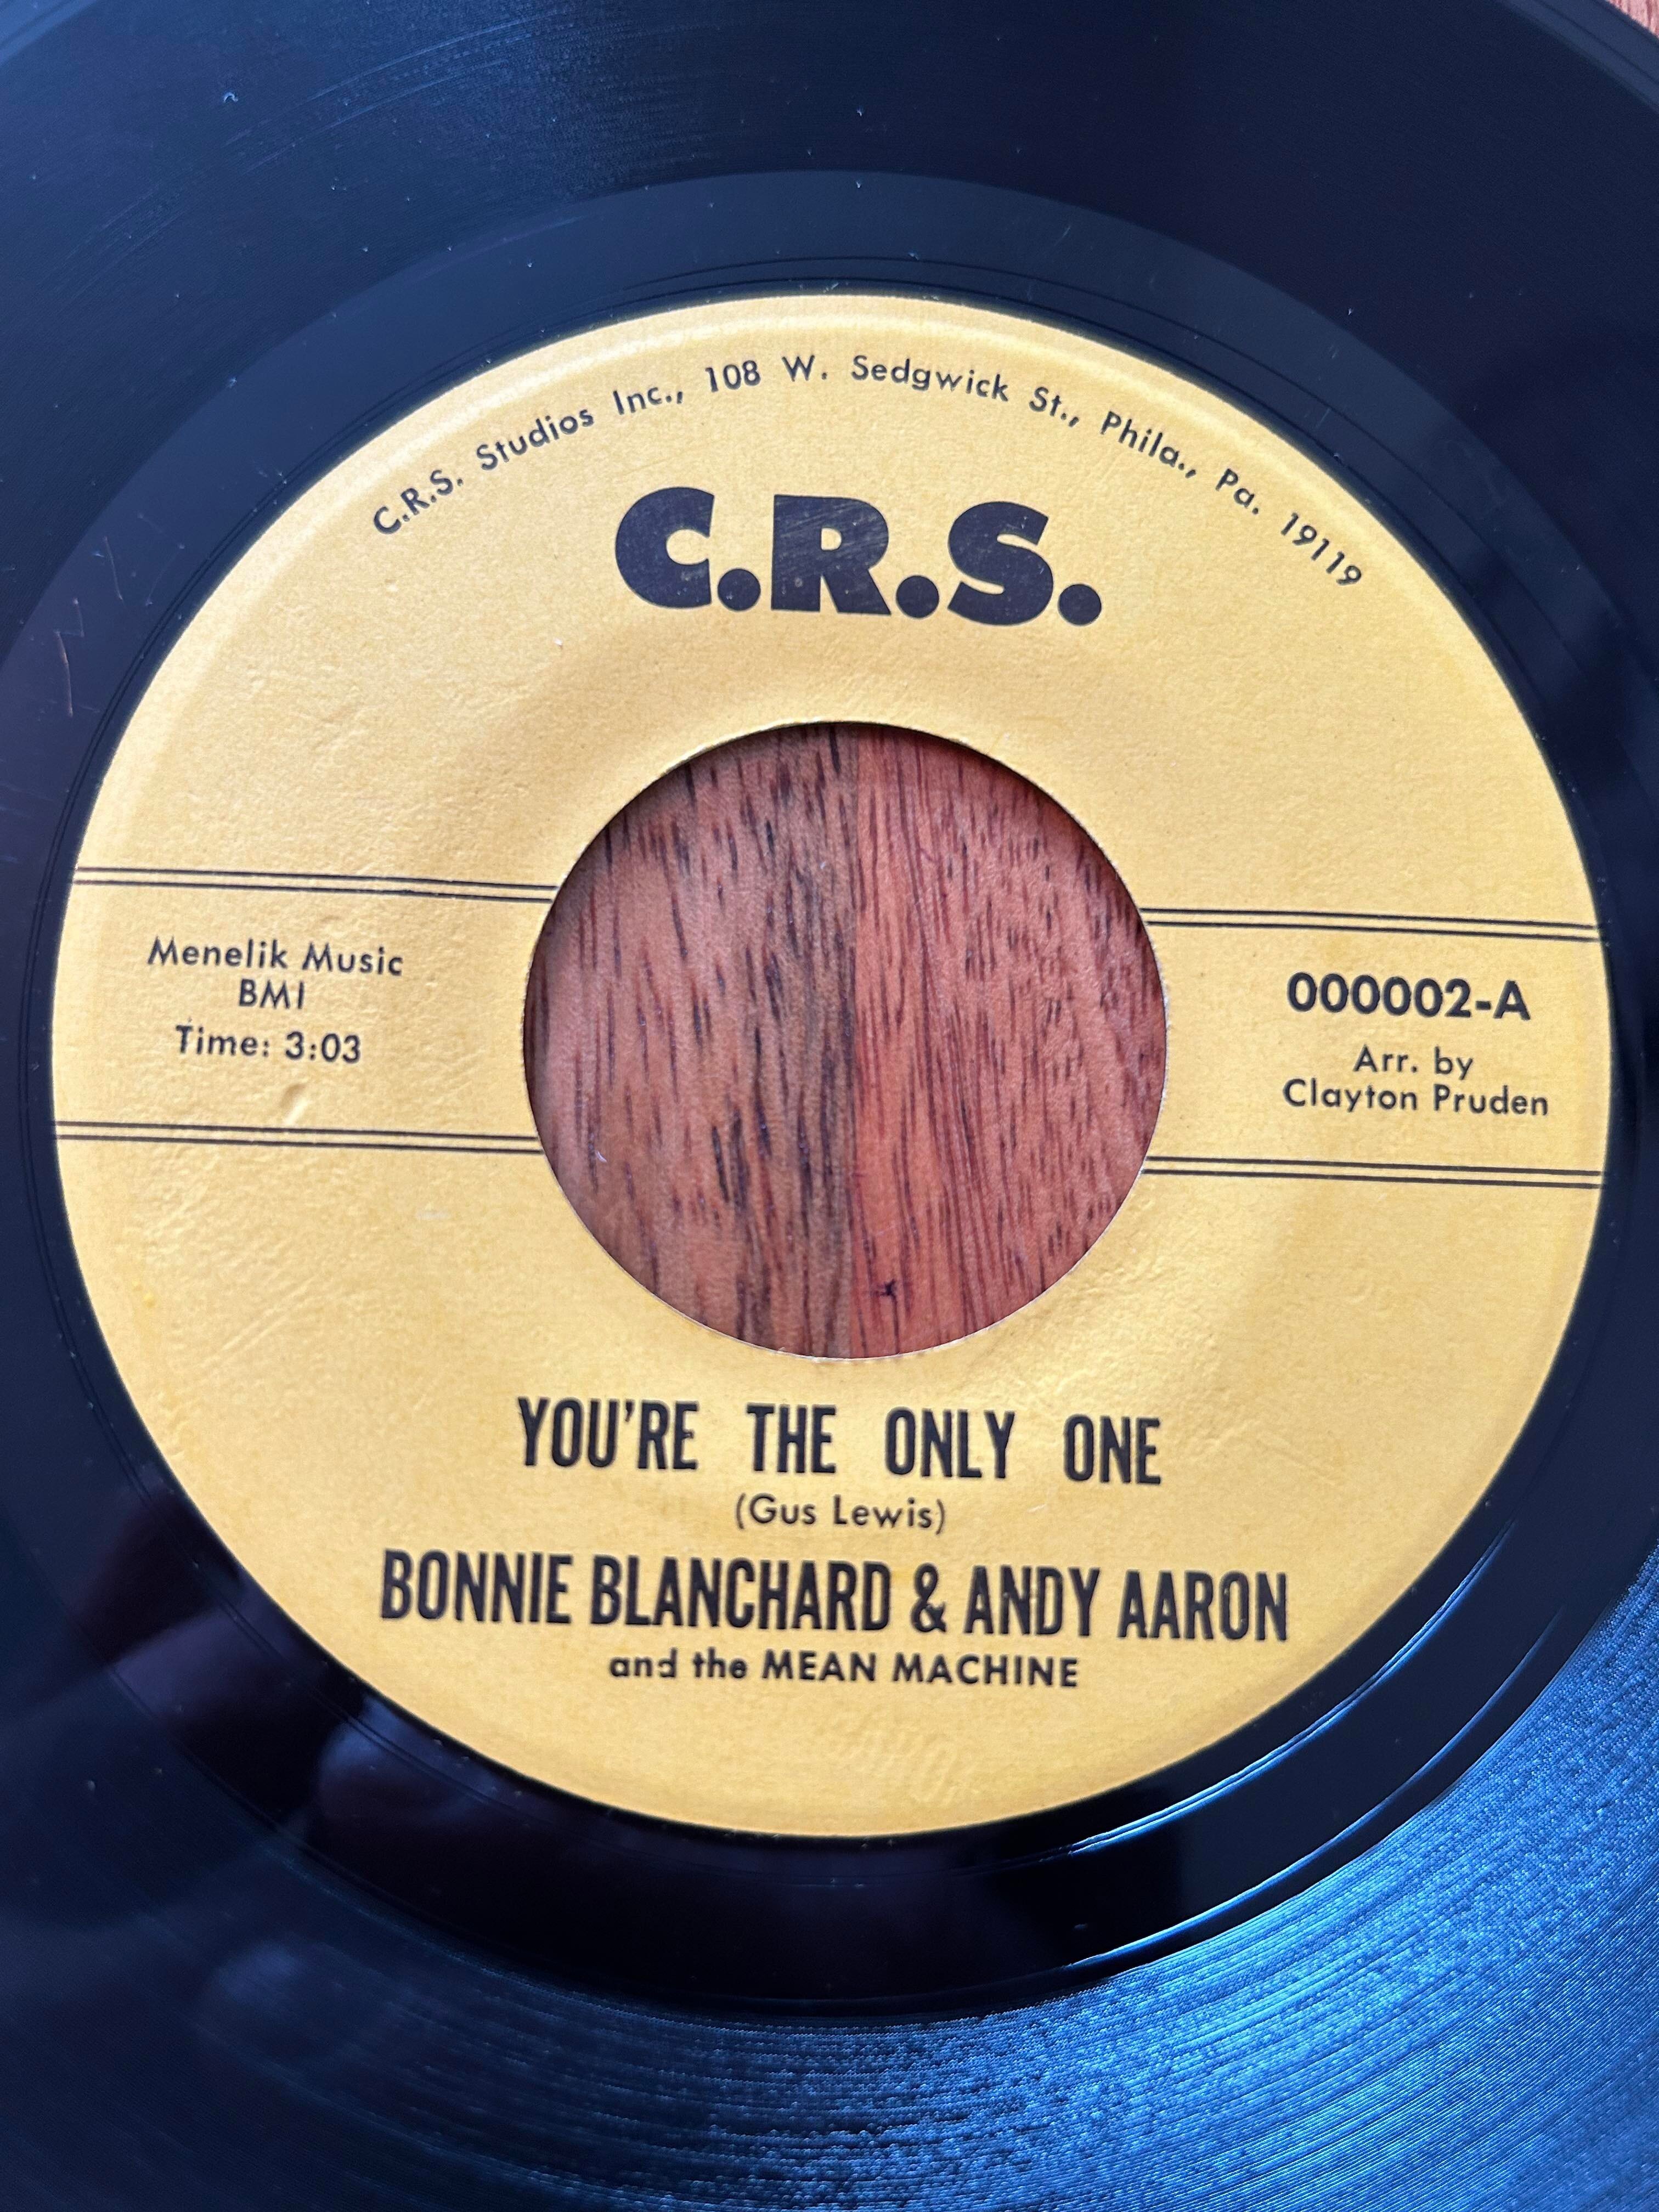 C.R.S. Studios Inc., 108 W. Sedgwick St., Phila., Pa. 19119
C.R.S.
Menelik Music
BMI
Time: 3:03
000002-A
Arr. by
Clayton Pruden
YOU'RE THE ONLY ONE
(Gus Lewis)
BONNIE BLANCHARD & ANDY AARON
and the MEAN MACHINE